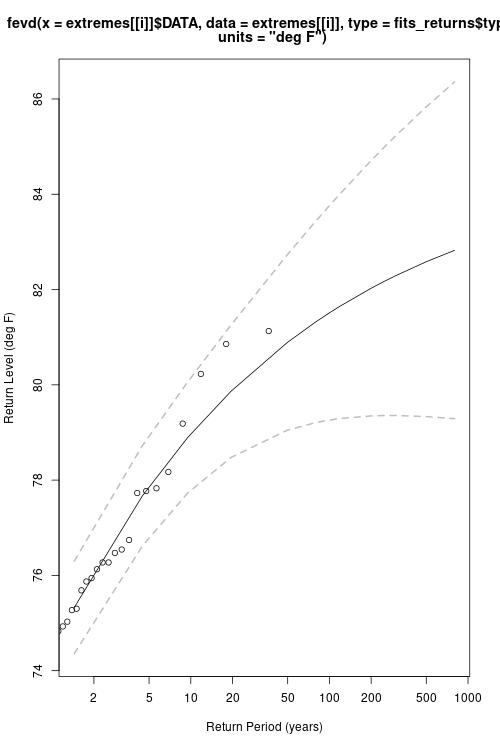 fevd(x = extremes[[i]]$DATA, data = extremes[[i]], type = fits_returns$typ
units = "deg F")
86
84
82
80
78
76
74
Return Level (deg F)
2 5 10 20 50 100 200 500 1000
Return Period (years)